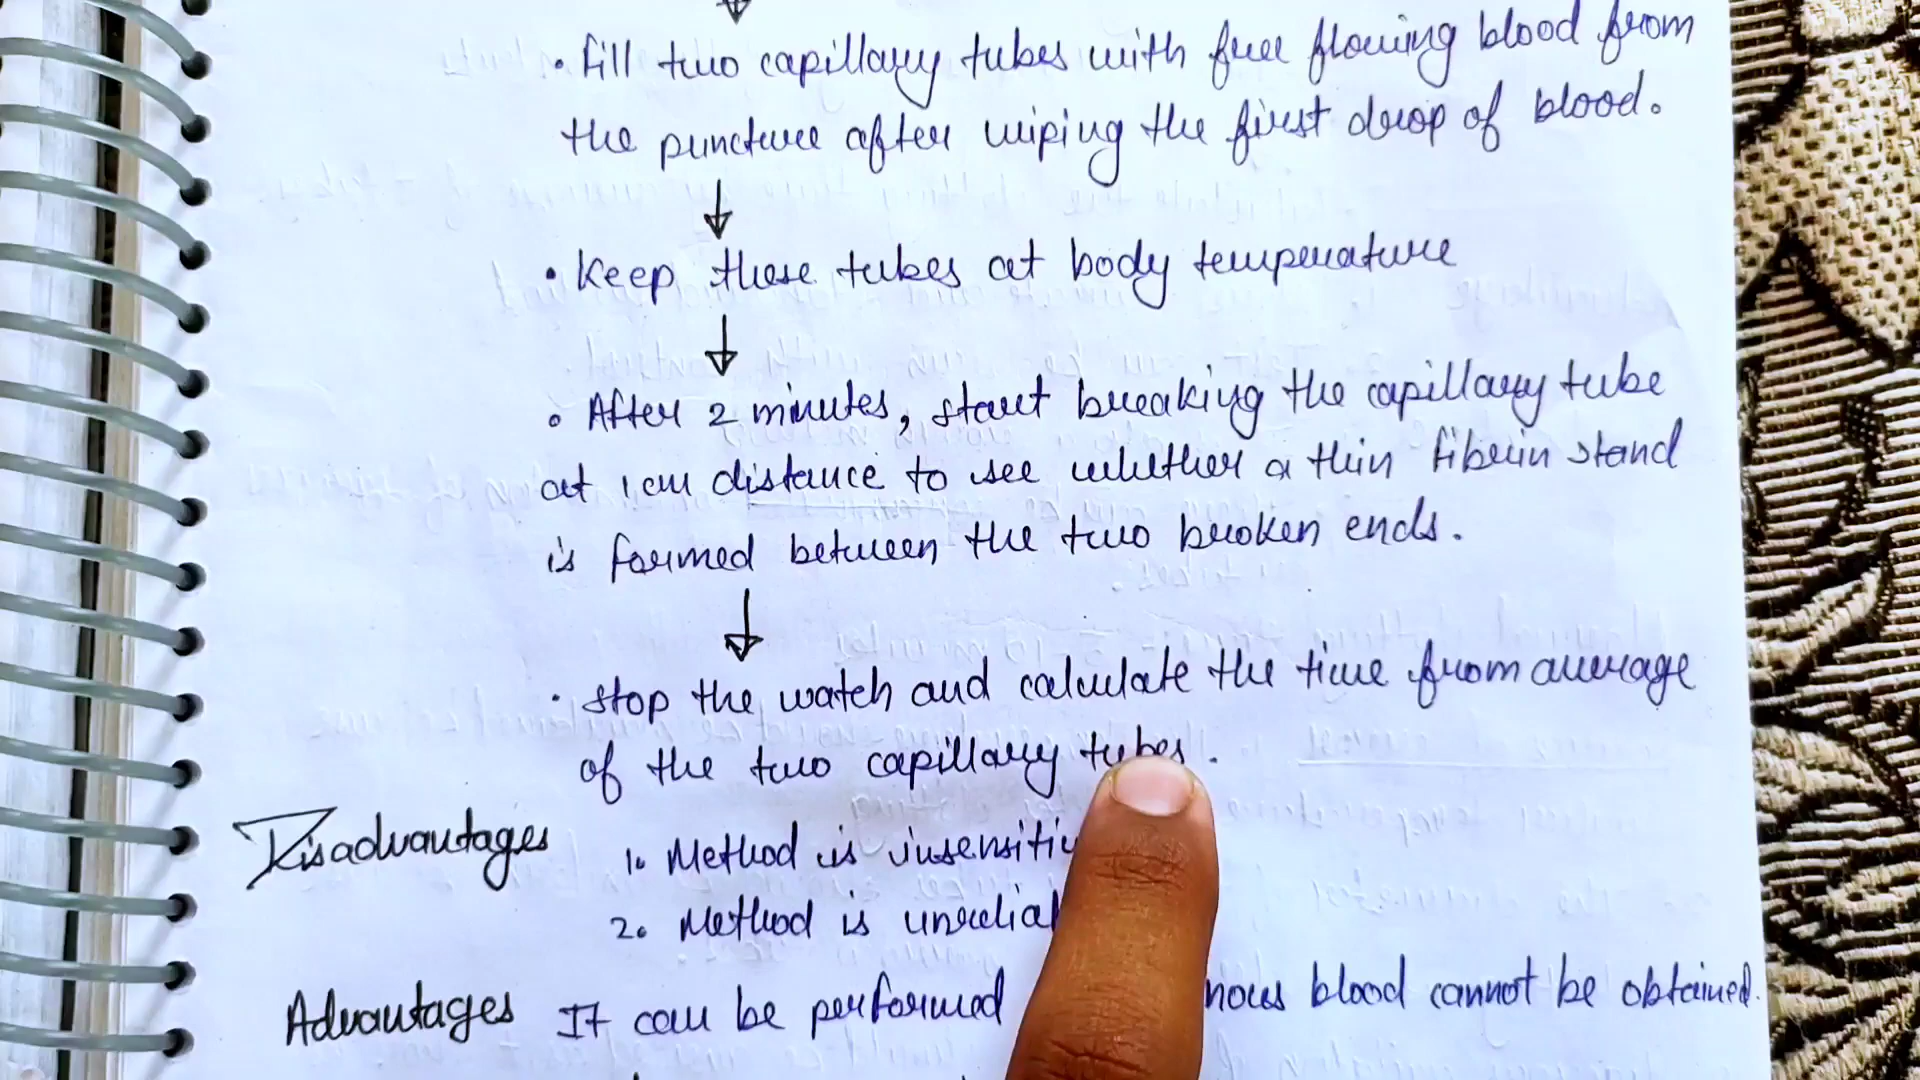 • fill two capillary tubes with free flowing blood from
the puncture after wiping the first drop of blood.
• Keep these tubes at body temperature
• After 2 minutes, start breaking the capillary tube
at 1 cm distance to see whether a thin fibrin stand
is formed between the two broken ends.
• stop the watch and calculate the time from average
of the two capillary tubes.
Disadvantages 1. Method is
2. Method is
Advantages It can be performed blood cannot be obtained.